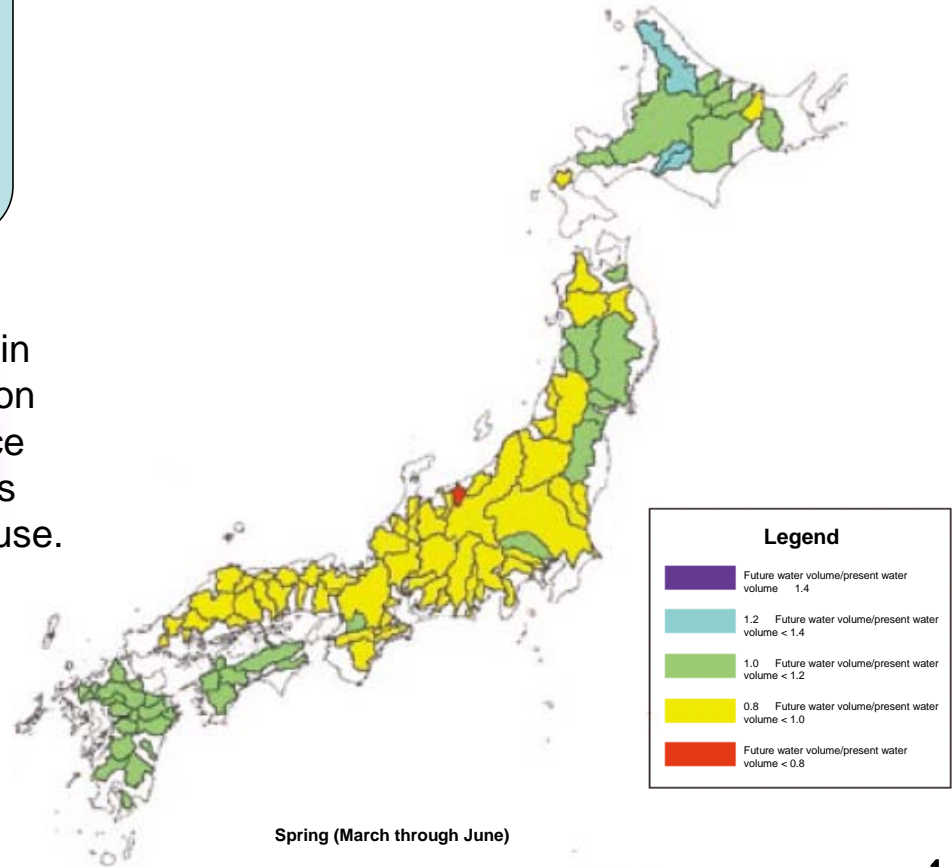 in
on
ce
s
use.
Legend
Future water volume/present water
volume 1.4
1.2 Future water volume/present water
volume < 1.4
1.0 Future water volume/present water
volume < 1.2
0.8 Future water volume/present water
volume < 1.0
Future water volume/present water
volume < 0.8
Spring (March through June)